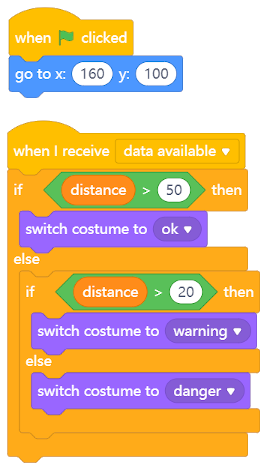 when clicked
go to x: 160 y: 100
when I receive data available
if distance > 50 then
switch costume to ok
else
if distance > 20 then
switch costume to warning
else
switch costume to danger